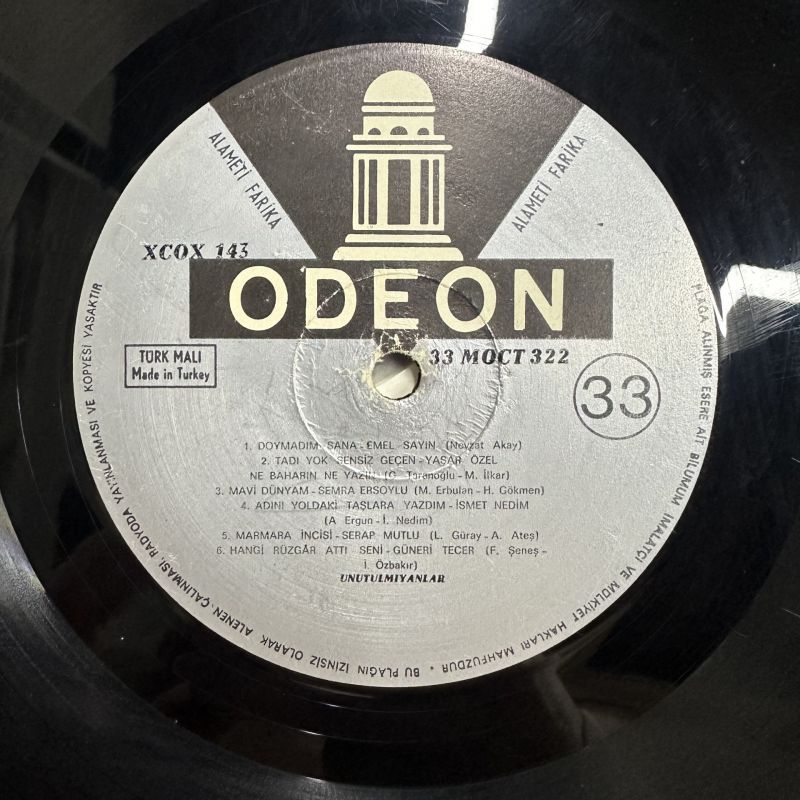 ALAMETİ FARİKA
ALAMETİ FARİKA
XCOX 143
ODEON
TÜRK MALI
Made in Turkey
33 MOCT 322
33
1. DOYMADIM SANA-EMEL SAYIN (Nevzat Akay)
2. TADI YOK SENSİZ GEÇEN-YAŞAR ÖZEL
NE BAHARIN NE YAZIN (G. Taranoğlu-M. İlkar)
3. MAVİ DÜNYAM-SEMRA ERSOYLU (M. Erbulan-H. Gökmen)
4. ADINI YOLDAKİ TAŞLARA YAZDIM-İSMET NEDİM
(A Ergun-İ. Nedim)
5. MARMARA İNCİSİ-SERAP MUTLU (L. Güray-A. Ateş)
6. HANGİ RÜZGÂR ATTI SENİ-GÜNERİ TECER (F. Şeneş-
İ. Özbakır)
UNUTULMIYANLAR
PLAĞA ALINMIŞ ESERE AİT BİLUMUM İMALATÇI VE MÜLKİYET HAKLARI MAHFUZDUR • BU PLAĞIN İZİNSİZ OLARAK ALENEN, ÇALINMASI, RADYODA YAYINLANMASI VE KOPYESİ YASAKTIR